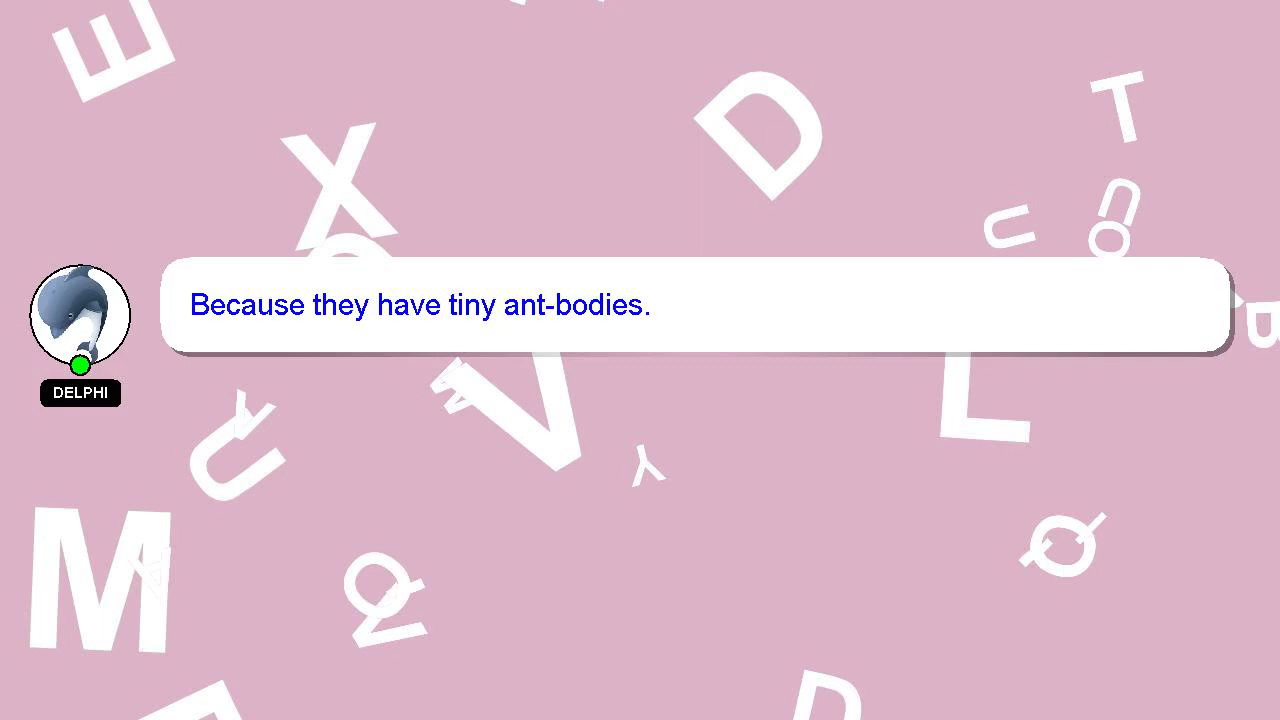 Because they have tiny ant-bodies.
DELPHI
E
X
D
T
U
U
O
B
V
L
Y
U
Y
M
Q
Q
D